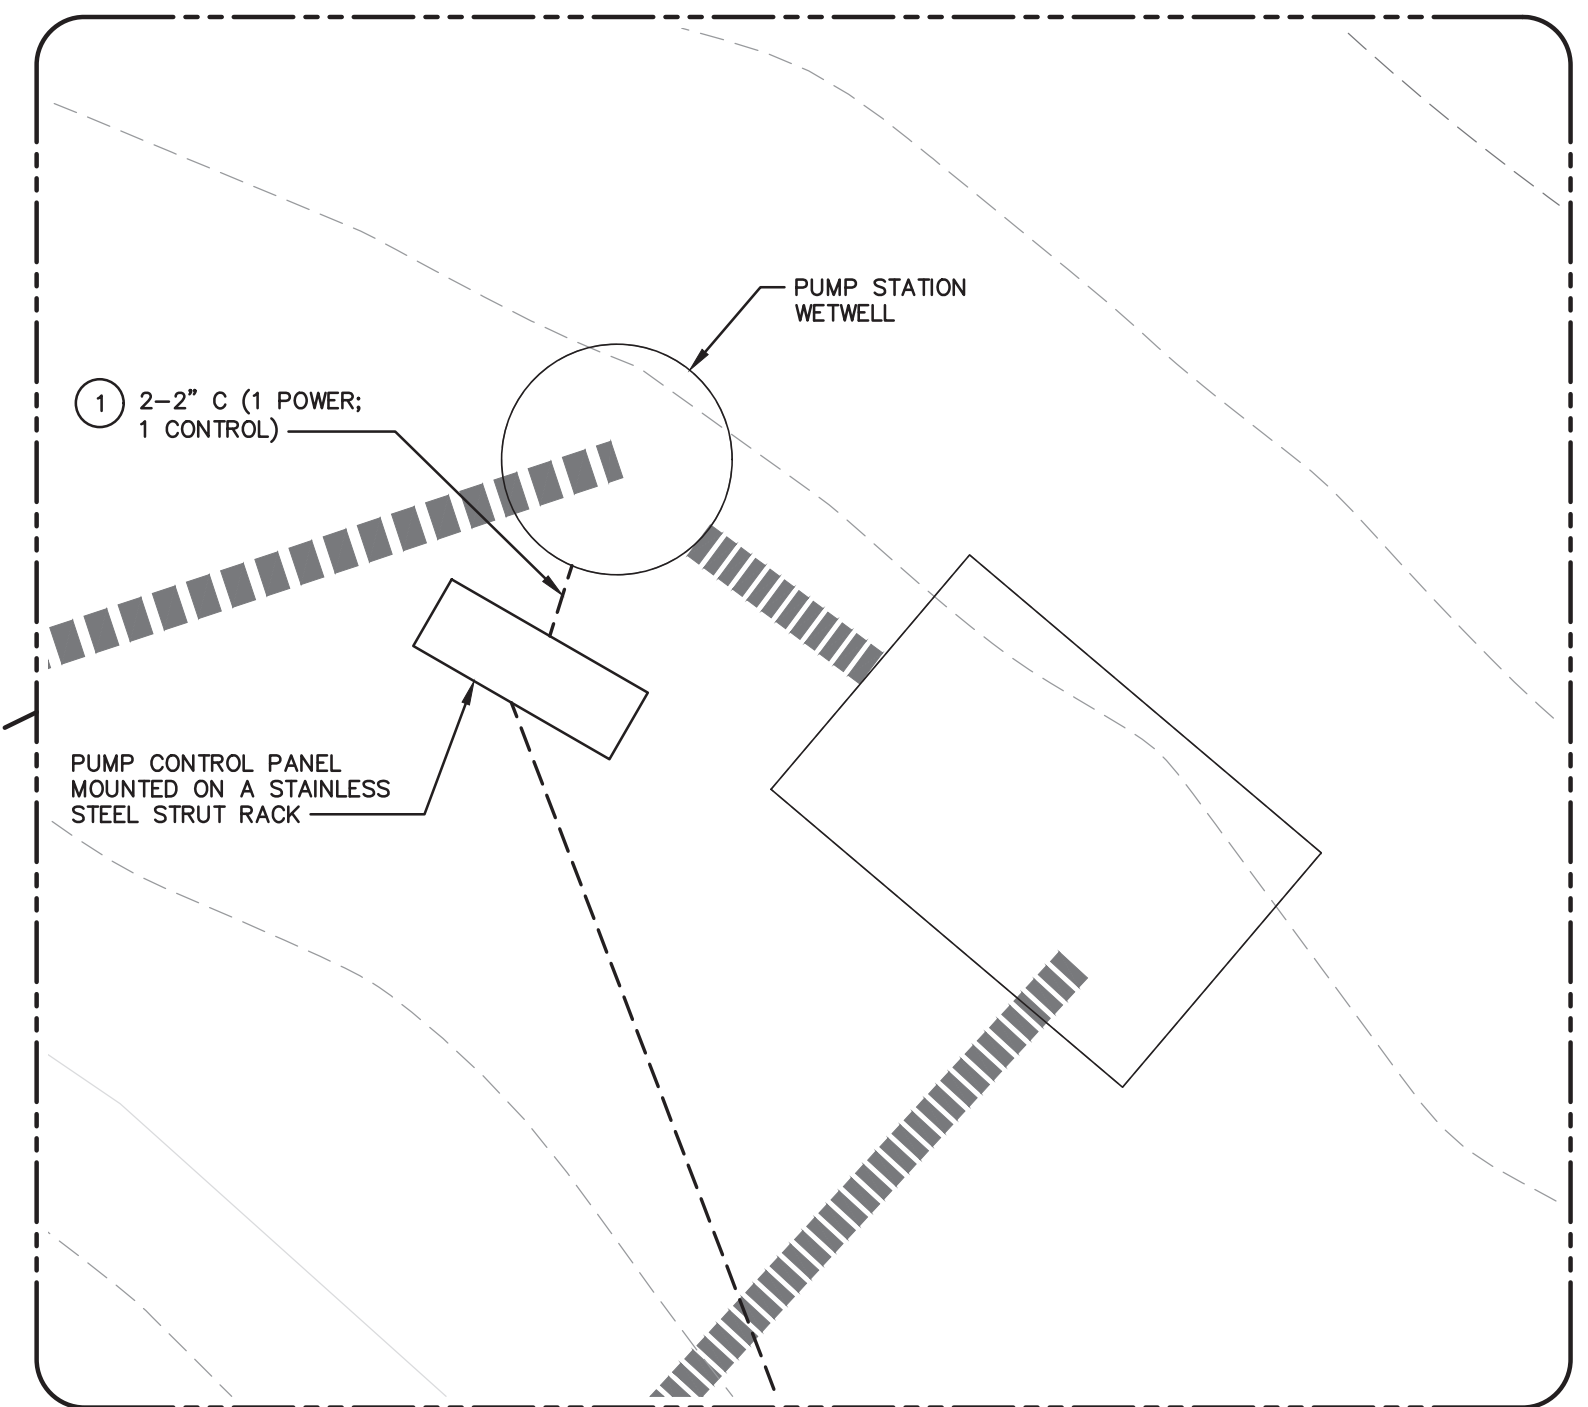 PUMP STATION
WETWELL
1
2-2" C (1 POWER;
1 CONTROL)
PUMP CONTROL PANEL
MOUNTED ON A STAINLESS
STEEL STRUT RACK